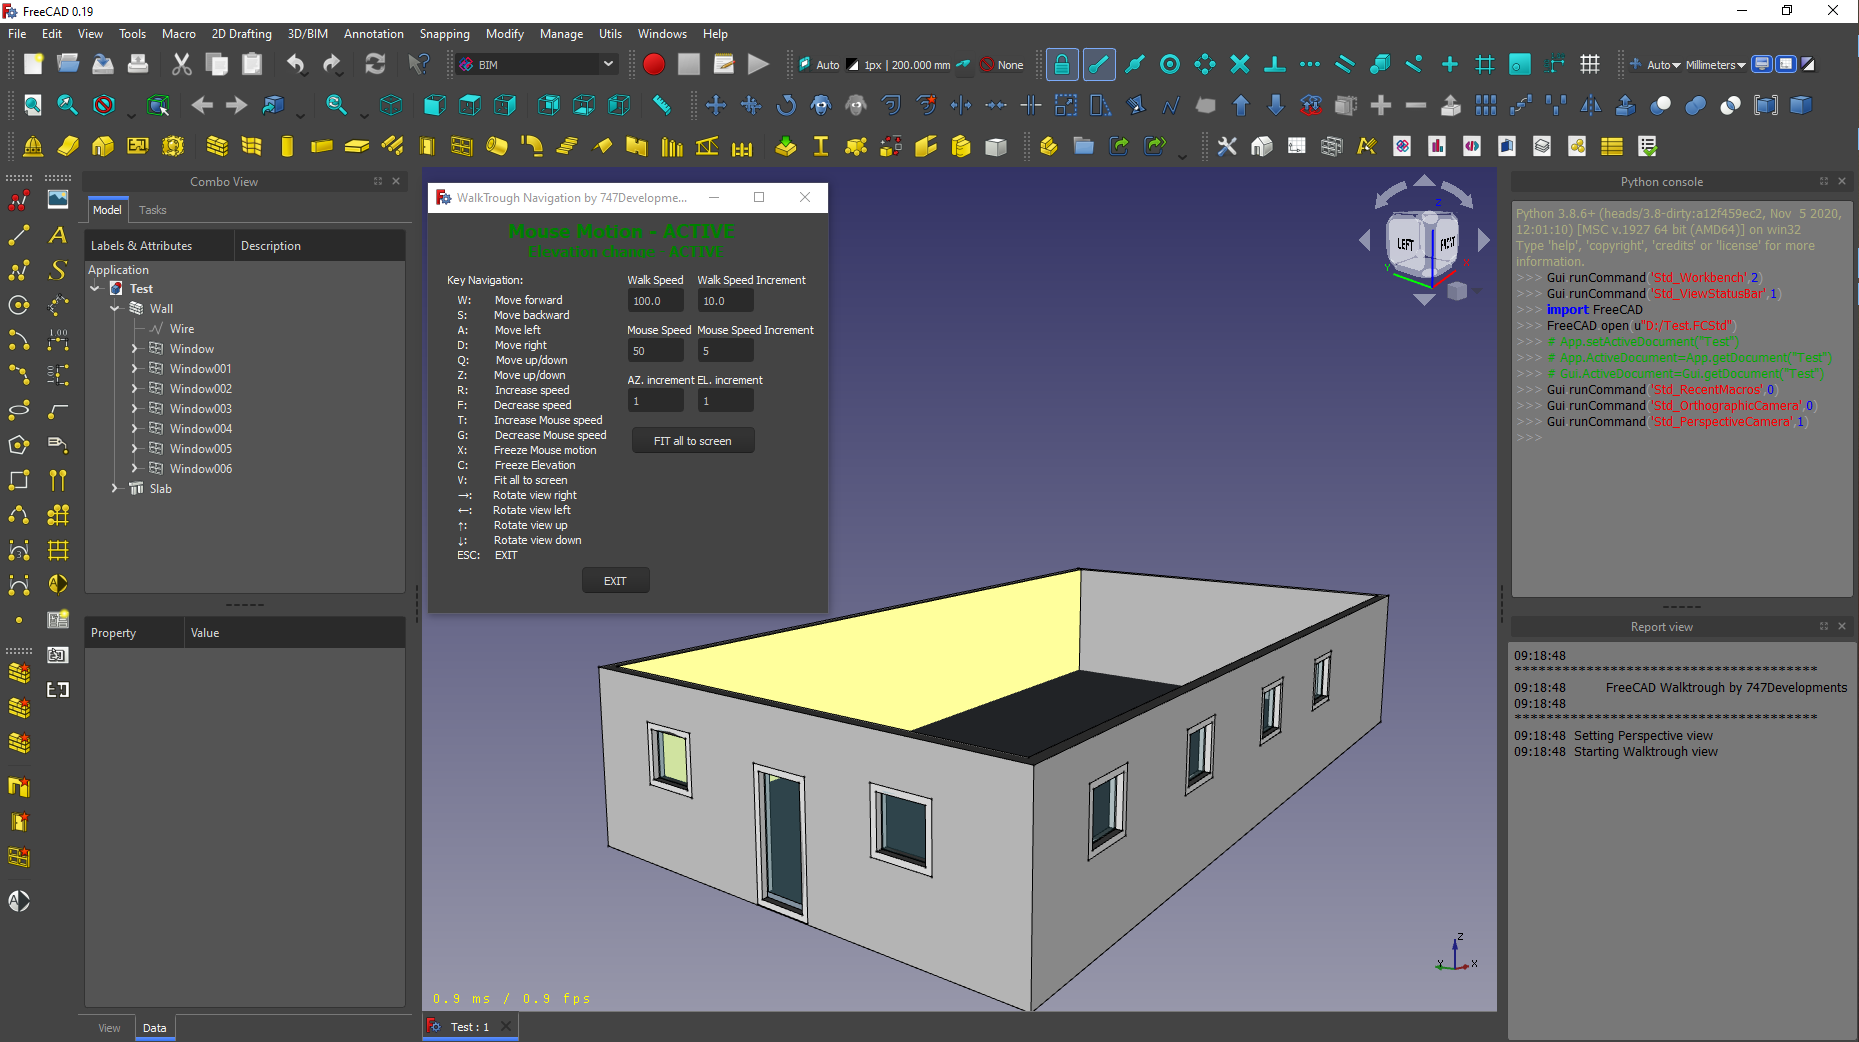 FreeCAD 0.19
File Edit View Tools Macro 2D Drafting 3D/BIM Annotation Snapping Modify Manage Utils Windows Help
BIM
Auto 1px | 200.000 mm None
Auto Millimeters
Combo View
Model Tasks
Labels & Attributes Description
Application
Test
Wall
Wire
Window
Window001
Window002
Window003
Window004
Window005
Window006
Slab
Property Value
View Data
WalkTrough Navigation by 747Developme...
Mouse Motion - ACTIVE
Elevation change - ACTIVE
Key Navigation:
W: Move forward
S: Move backward
A: Move left
D: Move right
Q: Move up/down
Z: Move up/down
R: Increase speed
F: Decrease speed
T: Increase Mouse speed
G: Decrease Mouse speed
X: Freeze Mouse motion
C: Freeze Elevation
V: Fit all to screen
→: Rotate view right
←: Rotate view left
↑: Rotate view up
↓: Rotate view down
ESC: EXIT
Walk Speed Walk Speed Increment
100.0 10.0
Mouse Speed Mouse Speed Increment
50 5
AZ. increment EL. increment
1 1
FIT all to screen
EXIT
LEFT
Z
Y X
Z
Y X
0.9 ms / 0.9 fps
Test : 1
Python console
Python 3.8.6+ (heads/3.8-dirty:a12f459ec2, Nov 5 2020,
12:01:10) [MSC v.1927 64 bit (AMD64)] on win32
Type 'help', 'copyright', 'credits' or 'license' for more
information.
>>> Gui runCommand('Std_Workbench',2)
>>> Gui runCommand('Std_ViewStatusBar',1)
>>> import FreeCAD
>>> FreeCAD open(u"D:/Test.FCStd")
>>> # App.setActiveDocument("Test")
>>> # App.ActiveDocument=App.getDocument("Test")
>>> # Gui.ActiveDocument=Gui.getDocument("Test")
>>> Gui runCommand('Std_RecentMacros',0)
>>> Gui runCommand('Std_OrthographicCamera',0)
>>> Gui runCommand('Std_PerspectiveCamera',1)
>>>
Report view
09:18:48
**************************************
09:18:48 FreeCAD Walktrough by 747Developments
09:18:48
**************************************
09:18:48 Setting Perspective view
09:18:48 Starting Walktrough view